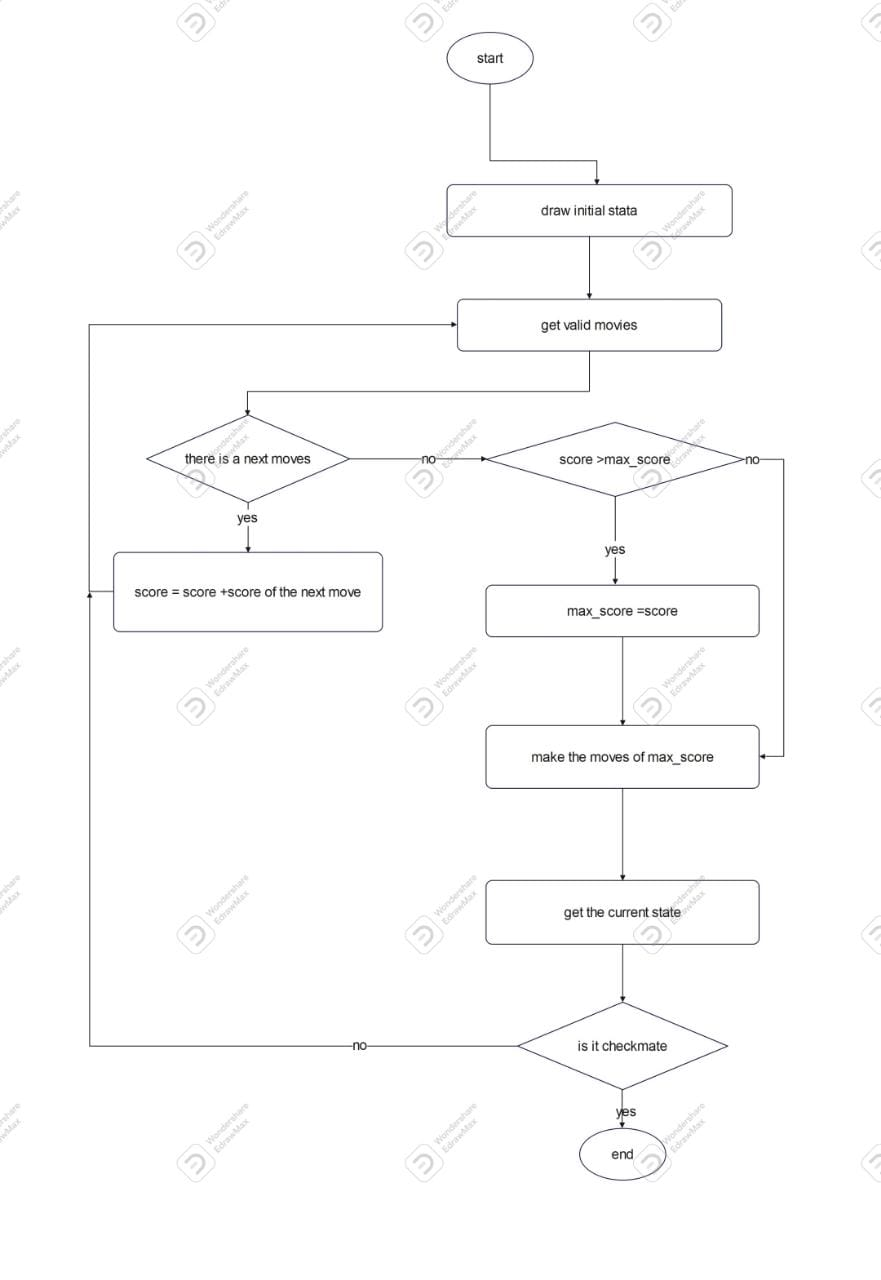 start
draw initial stata
get valid movies
there is a next moves
no
score >max_score
no
yes
yes
score = score +score of the next move
max_score =score
make the moves of max_score
get the current state
is it checkmate
no
yes
end
Wondershare
EdrawMax